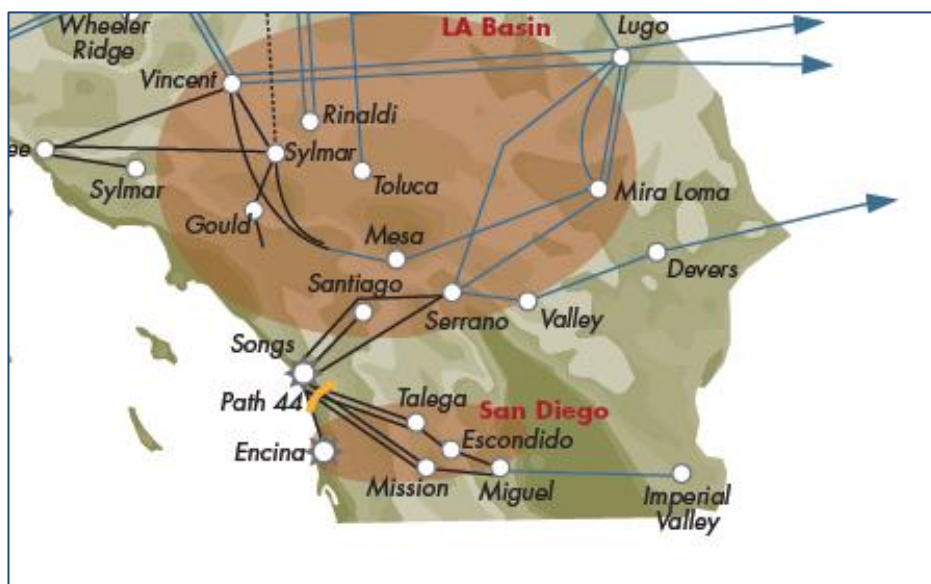 LA Basin
Lugo
Wheeler
Ridge
Vincent
Rinaldi
ee
Sylmar
Sylmar
Toluca
Mira Loma
Gould
Mesa
Devers
Santiago
Serrano
Valley
Songs
Path 44
Talega
San Diego
Escondido
Encina
Mission
Miguel
Imperial
Valley